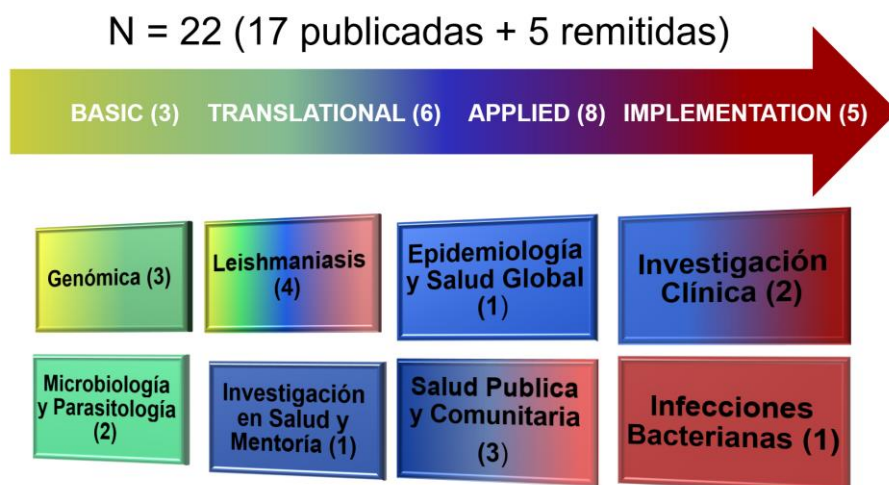 N = 22 (17 publicadas + 5 remitidas)
BASIC (3) TRANSLATIONAL (6) APPLIED (8) IMPLEMENTATION (5)
Genómica (3)
Leishmaniasis
(4)
Epidemiología
y Salud Global
(1)
Investigación
Clínica (2)
Microbiología
y Parasitología
(2)
Investigación
en Salud y
Mentoría (1)
Salud Publica
y Comunitaria
(3)
Infecciones
Bacterianas (1)